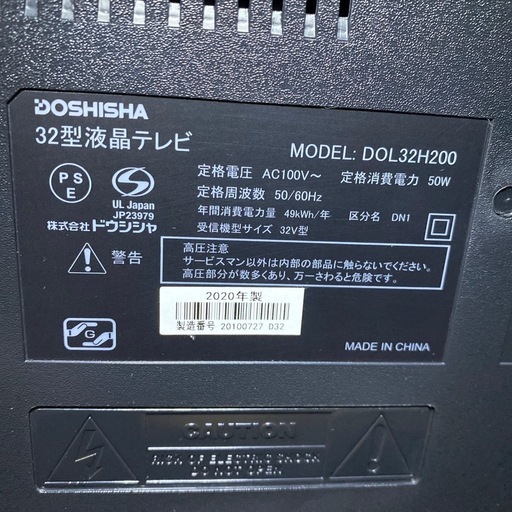 DOSHISHA
32型液晶テレビ
MODEL: DOL32H200
PS
E
UL Japan
JP23979
株式会社ドウシシャ
定格電圧 AC100V～ 定格消費電力 50W
定格周波数 50/60Hz
年間消費電力量 49kWh/年 区分名 DN1
受信機型サイズ 32V型
警告
高圧注意
サービスマン以外は内部の部品に触らないでください。
高圧部分が数多くあり、万一さわると危険です。
2020年製
製造番号 20100727 D32
G
MADE IN CHINA
CAUTION
RISK OF ELECTRIC SHOCK
DO NOT OPEN